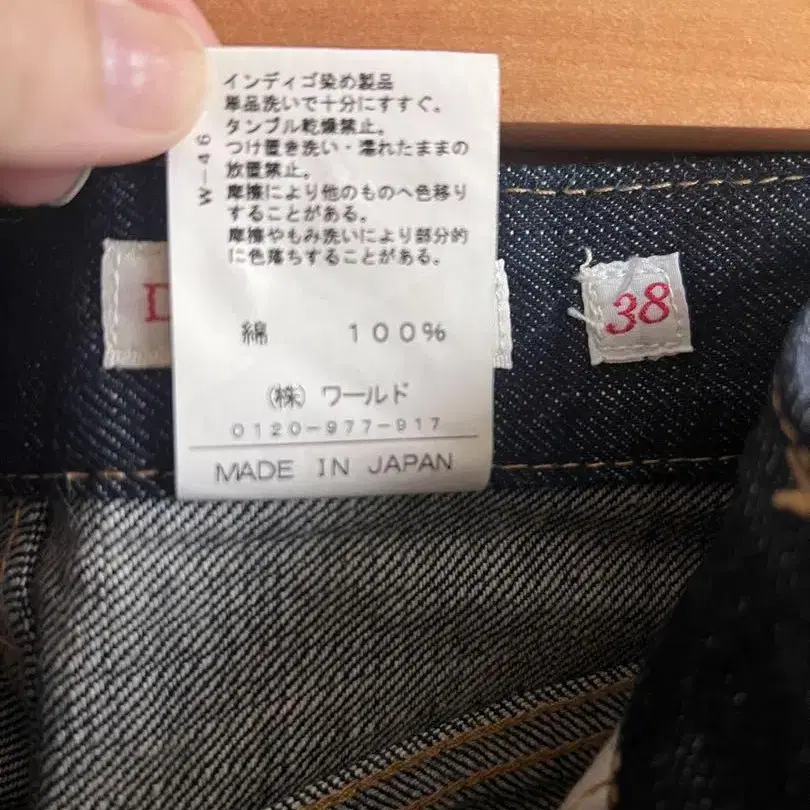 インディゴ染め製品
単品洗いで十分にすすぐ。
タンブル乾燥禁止。
つけ置き洗い・濡れたままの
放置禁止。
摩擦により他のものへ色移り
することがある。
摩擦やもみ洗いにより部分的
に色落ちすることがある。
W-46
綿 100%
(株) ワールド
0120-977-917
MADE IN JAPAN
D
38